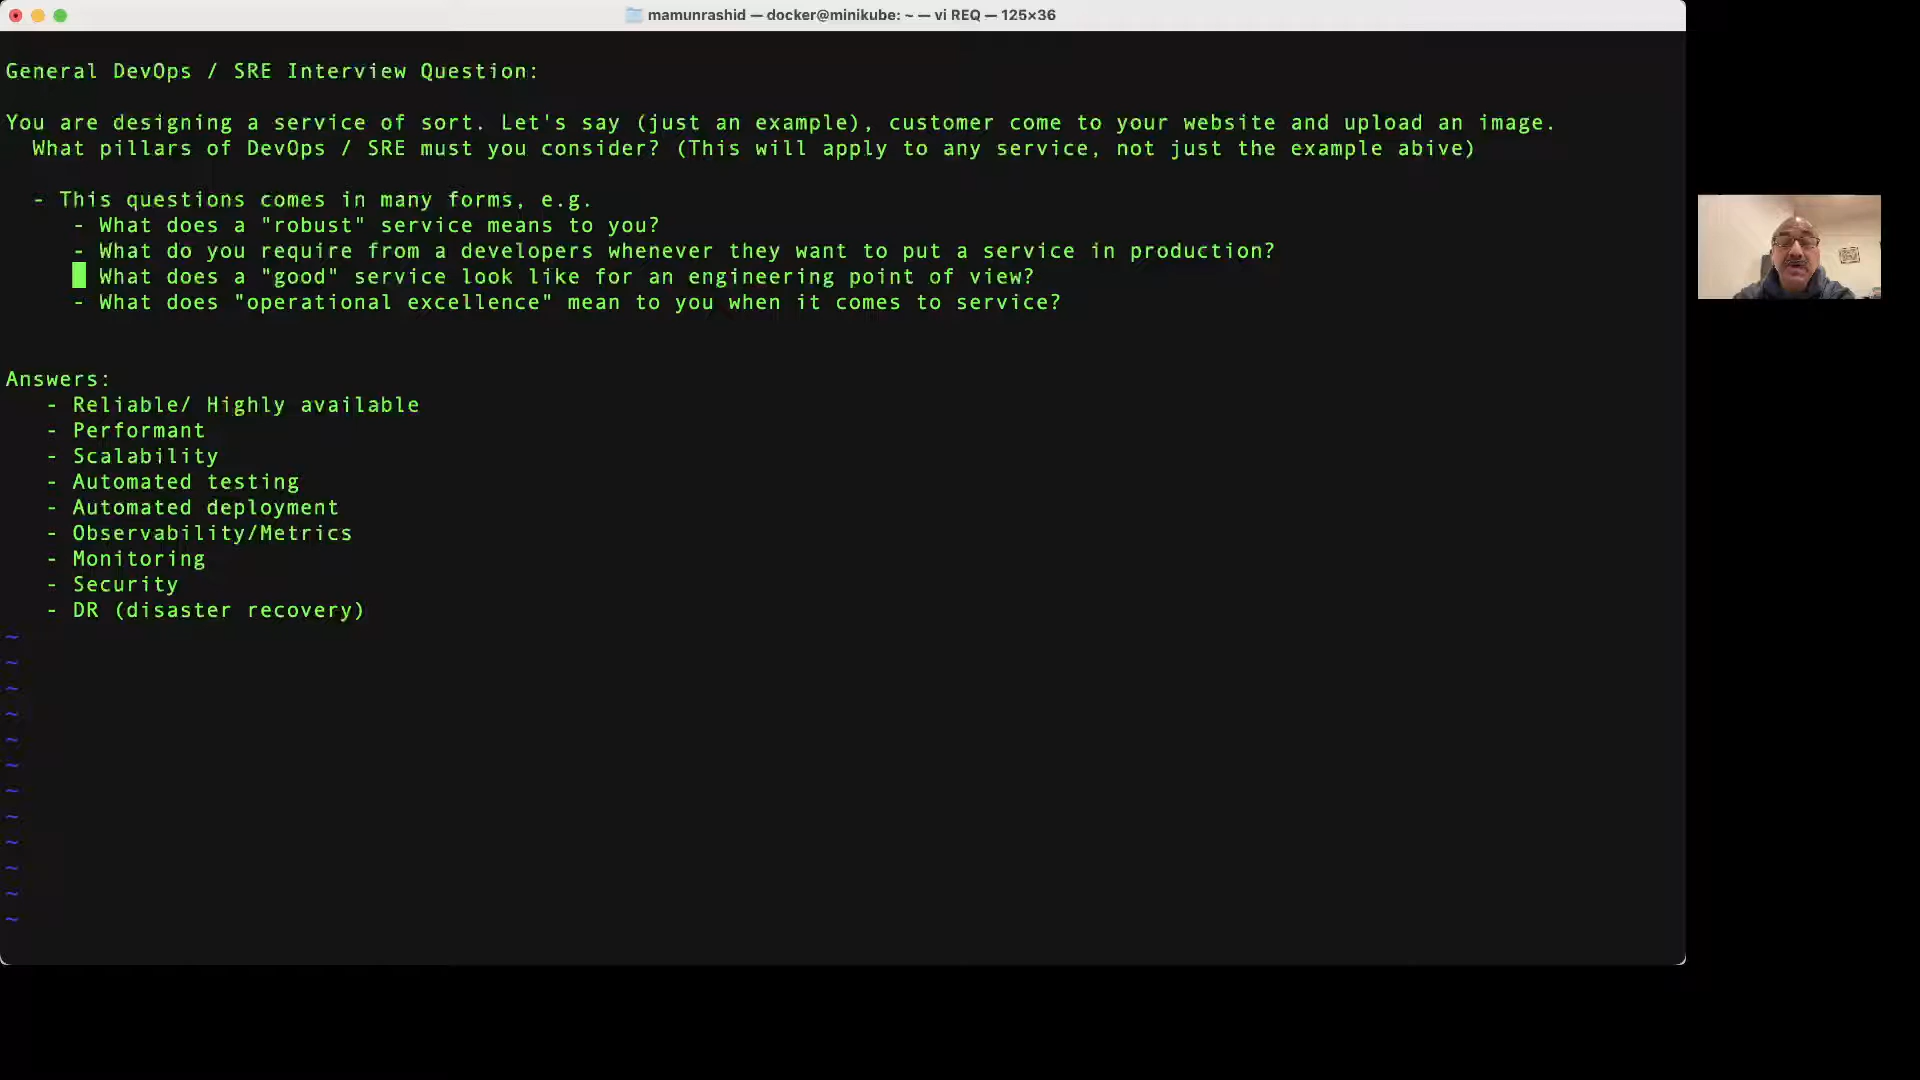 mamunrashid — docker@minikube: ~ — vi REQ — 125×36
General DevOps / SRE Interview Question:
You are designing a service of sort. Let's say (just an example), customer come to your website and upload an image.
What pillars of DevOps / SRE must you consider? (This will apply to any service, not just the example abive)
- This questions comes in many forms, e.g.
- What does a "robust" service means to you?
- What do you require from a developers whenever they want to put a service in production?
What does a "good" service look like for an engineering point of view?
- What does "operational excellence" mean to you when it comes to service?
Answers:
- Reliable/ Highly available
- Performant
- Scalability
- Automated testing
- Automated deployment
- Observability/Metrics
- Monitoring
- Security
- DR (disaster recovery)
~
~
~
~
~
~
~
~
~
~
~
~